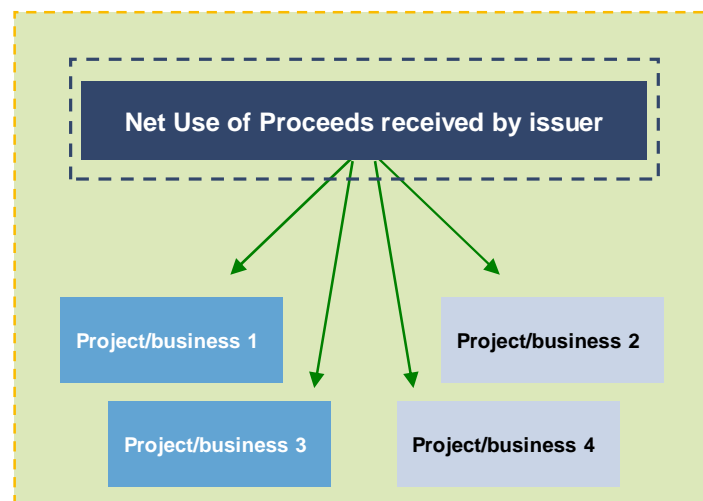 Net Use of Proceeds received by issuer
Project/business 1
Project/business 2
Project/business 3
Project/business 4